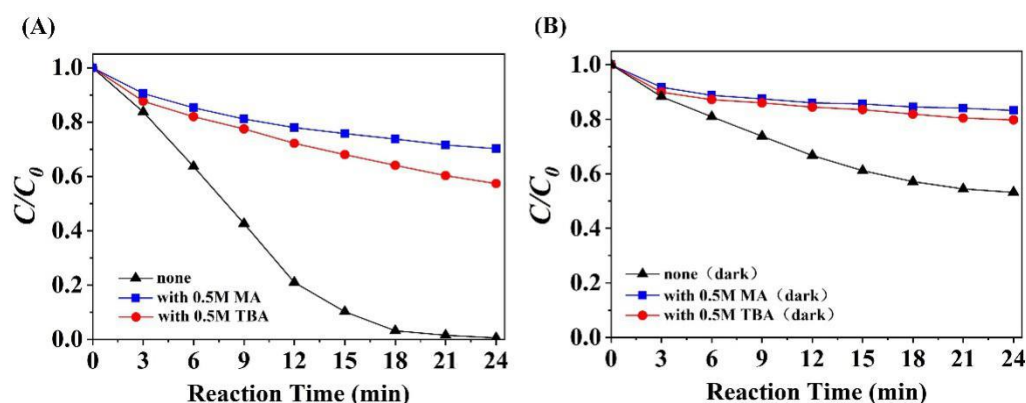 (A)
C/C0
1.0
0.8
0.6
0.4
0.2
0.0
none
with 0.5M MA
with 0.5M TBA
0 3 6 9 12 15 18 21 24
Reaction Time (min)
(B)
C/C0
1.0
0.8
0.6
0.4
0.2
0.0
none（dark）
with 0.5M MA（dark）
with 0.5M TBA（dark）
0 3 6 9 12 15 18 21 24
Reaction Time (min)